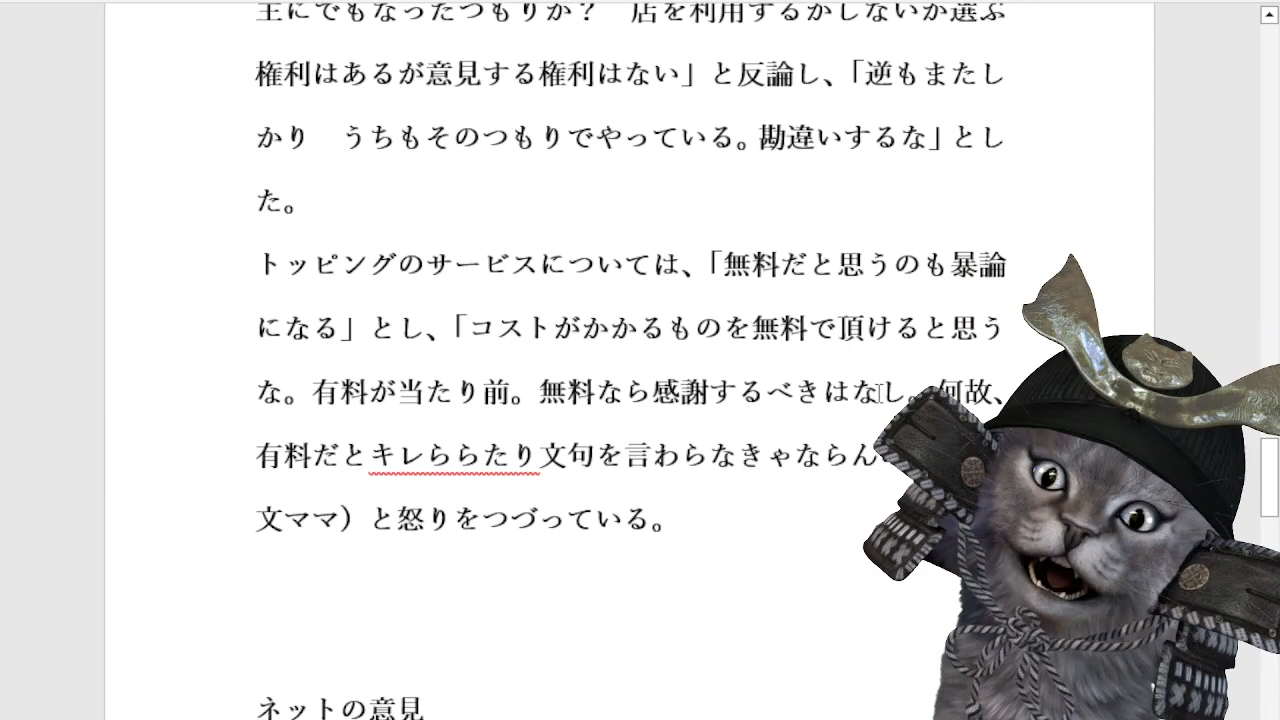 主にでもなったつもりか？　店を利用するかしないか選ぶ
権利はあるが意見する権利はない」と反論し、「逆もまたし
かり　うちもそのつもりでやっている。勘違いするな」とし
た。
トッピングのサービスについては、「無料だと思うのも暴論
になる」とし、「コストがかかるものを無料で頂けると思う
な。有料が当たり前。無料なら感謝するべきはなし。何故、
有料だとキレららたり文句を言わらなきゃならん
文ママ）と怒りをつづっている。
ネットの意見